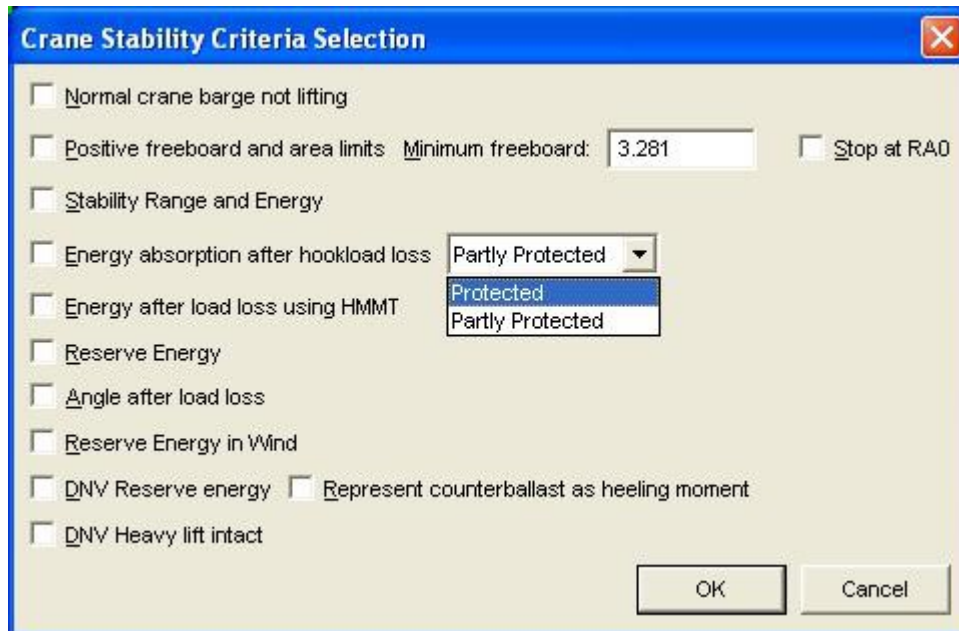 Crane Stability Criteria Selection
Normal crane barge not lifting
Positive freeboard and area limits Minimum freeboard: 3.281 Stop at RA0
Stability Range and Energy
Energy absorption after hookload loss Partly Protected
Protected
Energy after load loss using HMMT
Partly Protected
Reserve Energy
Angle after load loss
Reserve Energy in Wind
DNV Reserve energy Represent counterballast as heeling moment
DNV Heavy lift intact
OK Cancel